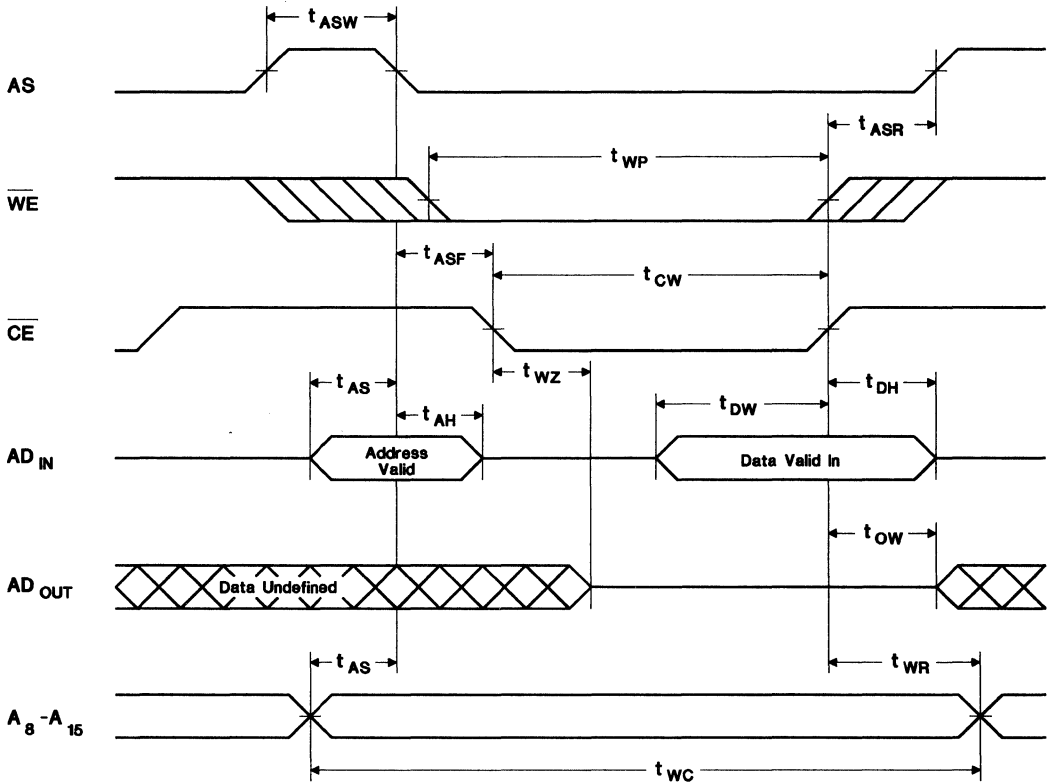 t ASW
AS
t ASR
t WP
WE
t ASF
t CW
CE
t WZ
t AS
t DH
t DW
t AH
AD IN
Address Valid
Data Valid In
t OW
AD OUT
Data Undefined
t AS
t WR
A 8 -A 15
t WC